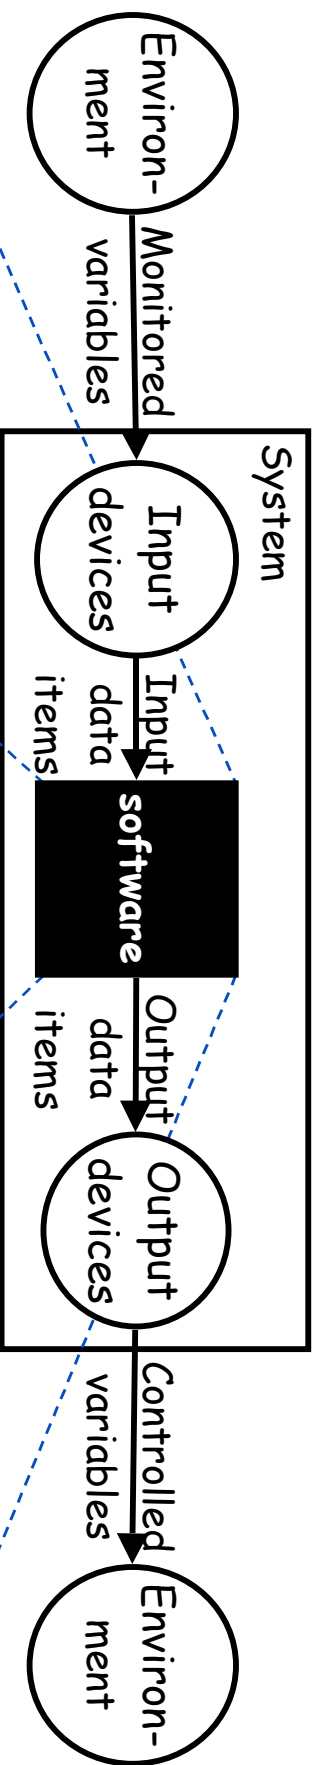 Environ-
ment
Monitored
variables
System
Input
devices
Input
data
items
software
Output
data
items
Output
devices
Controlled
variables
Environ-
ment